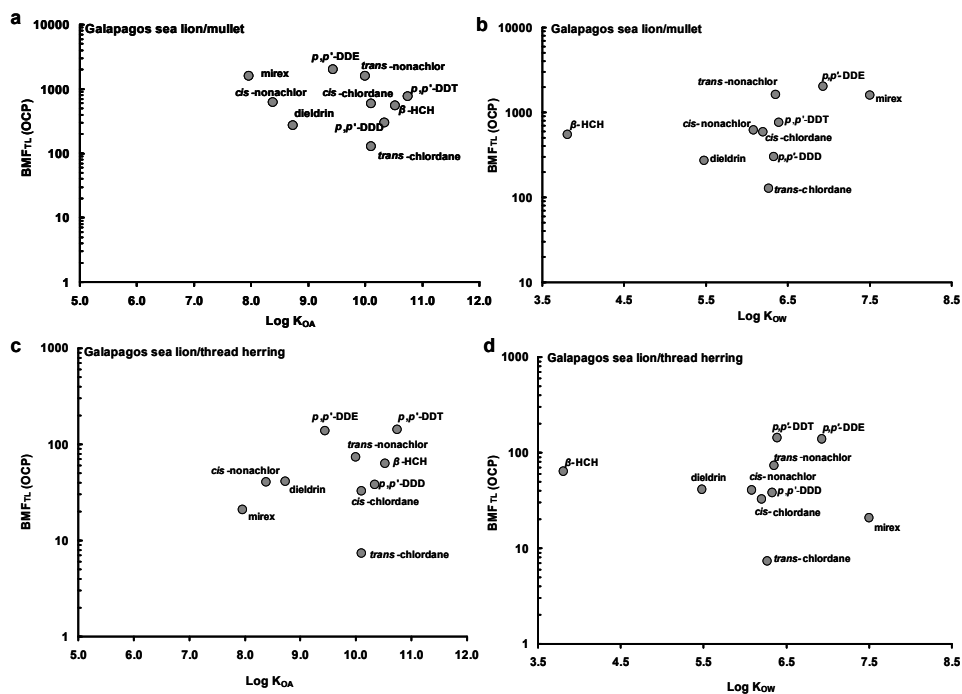 a
Galapagos sea lion/mullet
10000
1000
100
10
1
BMFTL (OCP)
p,p'-DDE
trans-nonachlor
mirex
cis-nonachlor
cis-chlordane
p,p'-DDT
β-HCH
dieldrin
p,p'-DDD
trans-chlordane
5.0 6.0 7.0 8.0 9.0 10.0 11.0 12.0
Log KOA
b
Galapagos sea lion/mullet
10000
1000
100
10
BMFTL (OCP)
trans-nonachlor
p,p'-DDE
mirex
β-HCH
cis-nonachlor
p,p'-DDT
cis-chlordane
dieldrin
p,p'-DDD
trans-chlordane
3.5 4.5 5.5 6.5 7.5 8.5
Log KOW
c
Galapagos sea lion/thread herring
1000
100
10
1
BMFTL (OCP)
p,p'-DDE
p,p'-DDT
trans-nonachlor
β-HCH
cis-nonachlor
dieldrin
p,p'-DDD
cis-chlordane
mirex
trans-chlordane
5.0 6.0 7.0 8.0 9.0 10.0 11.0 12.0
Log KOA
d
Galapagos sea lion/thread herring
1000
100
10
1
BMFTL (OCP)
p,p'-DDT
p,p'-DDE
β-HCH
trans-nonachlor
dieldrin
cis-nonachlor
p,p'-DDD
cis-chlordane
mirex
trans-chlordane
3.5 4.5 5.5 6.5 7.5 8.5
Log KOW